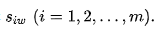 s_{iw} (i = 1, 2, ..., m).